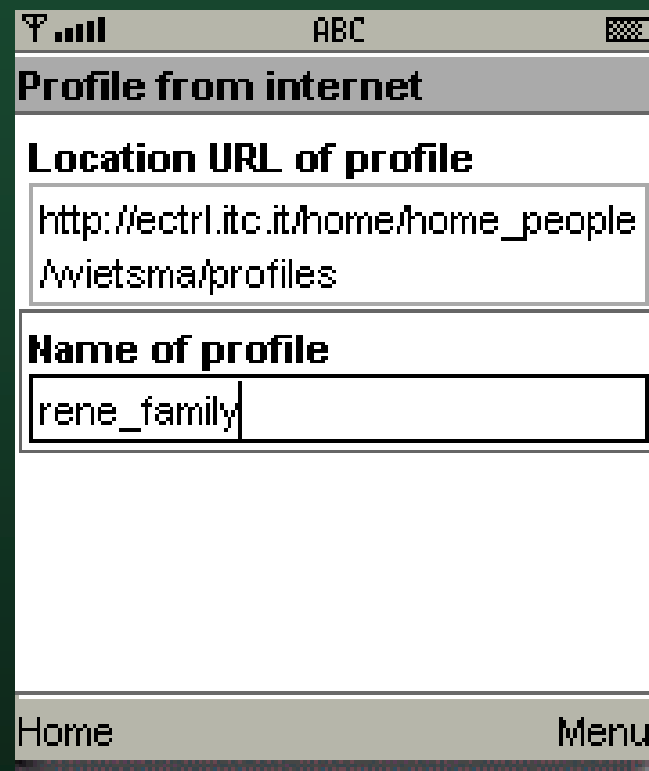 ABC
Profile from internet
Location URL of profile
http://ectrl.itc.it/home/home_people
/wietsma/profiles
Name of profile
rene_family
Home Menu